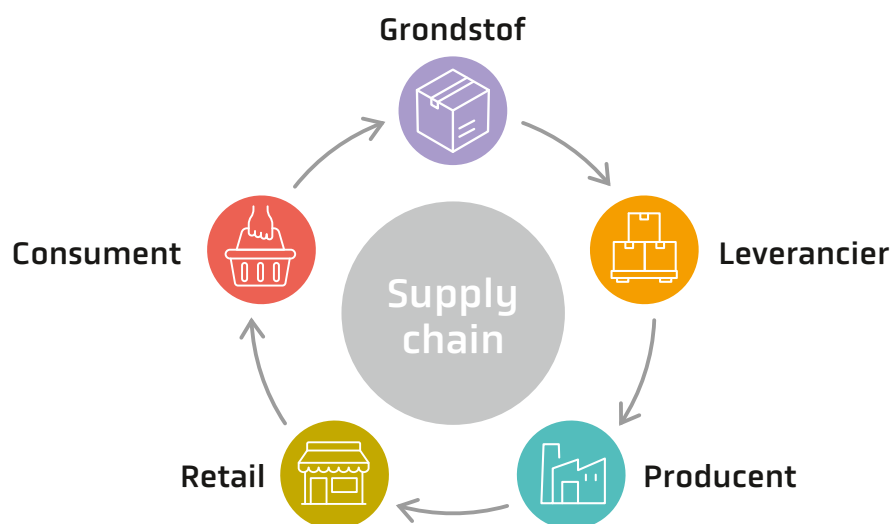 Grondstof
Consument
Leverancier
Supply
chain
Retail
Producent